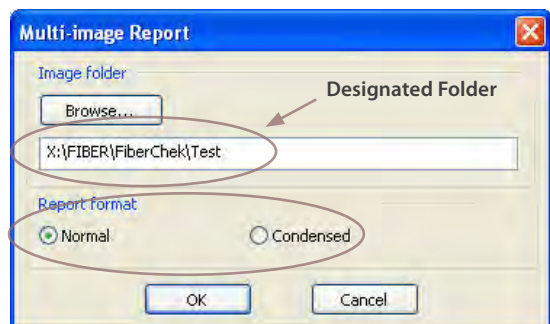 Multi-image Report
Image folder
Designated Folder
Browse...
X:\FIBER\FiberChek\Test
Report format
Normal
Condensed
OK
Cancel